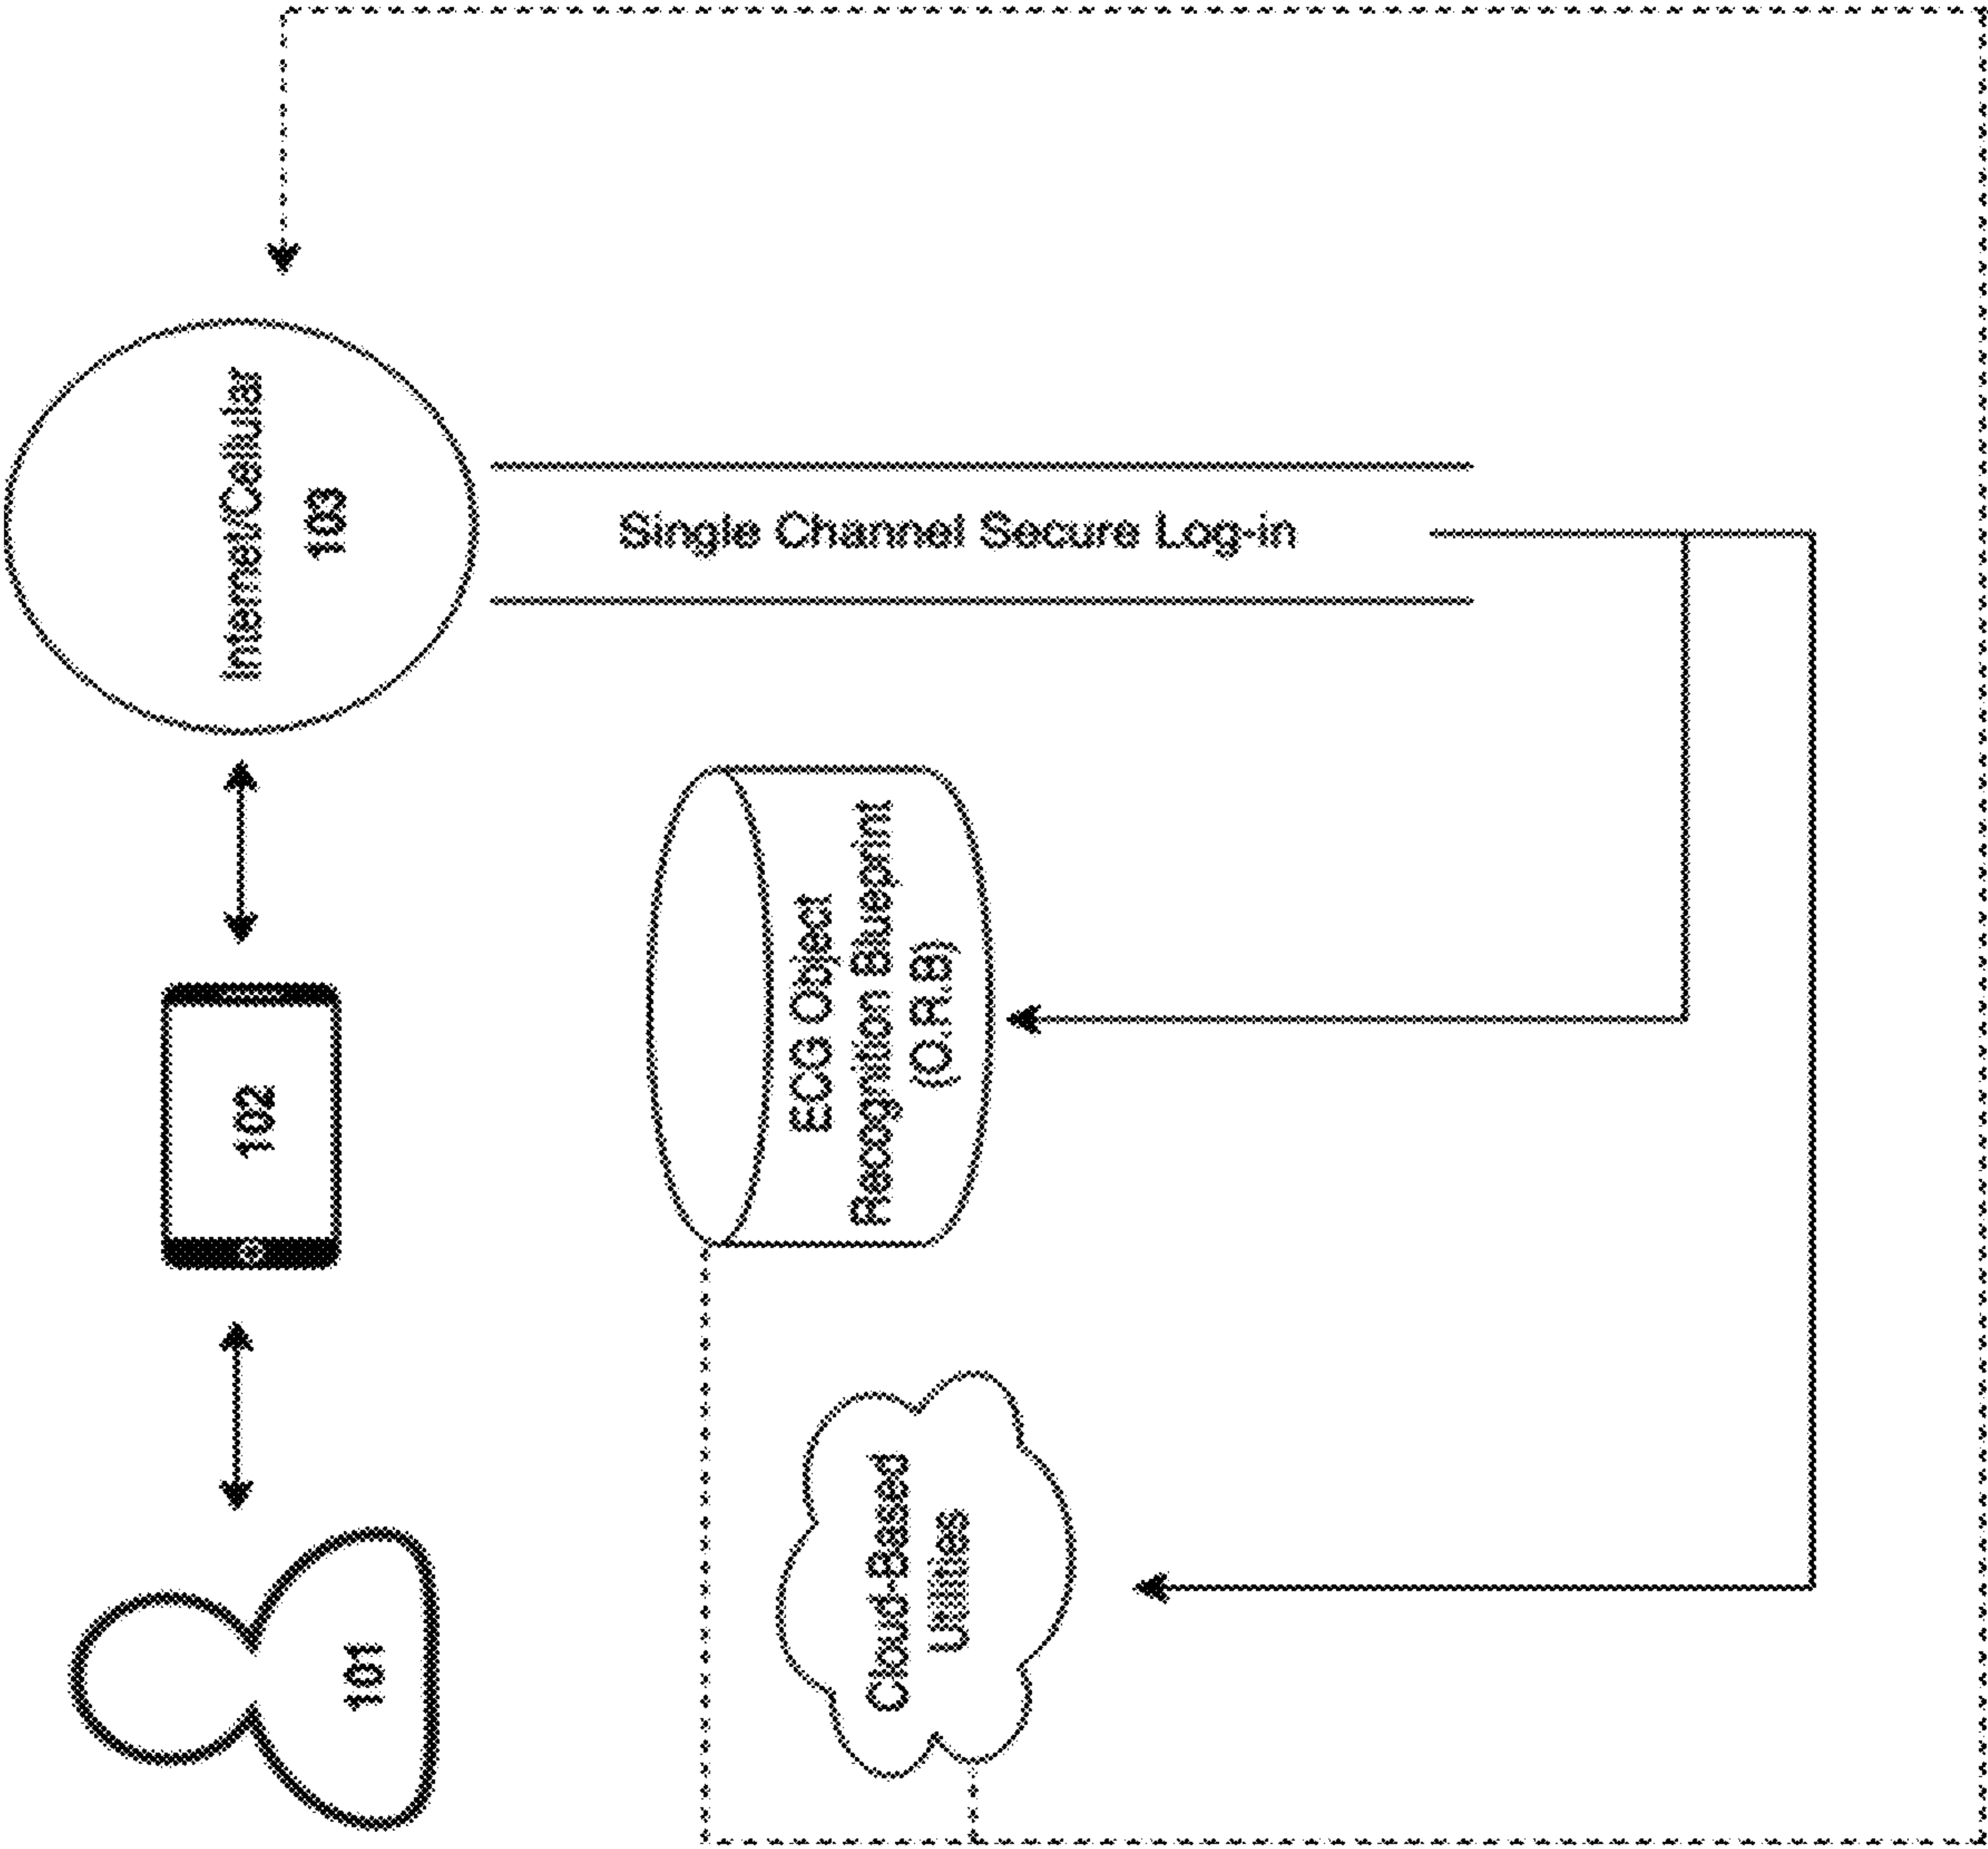 101
102
Internet/Cellular
103
Single Channel Secure Log-in
ECG Object
Recognition Blueprint
(O.R.B)
Cloud-Based
Utilities